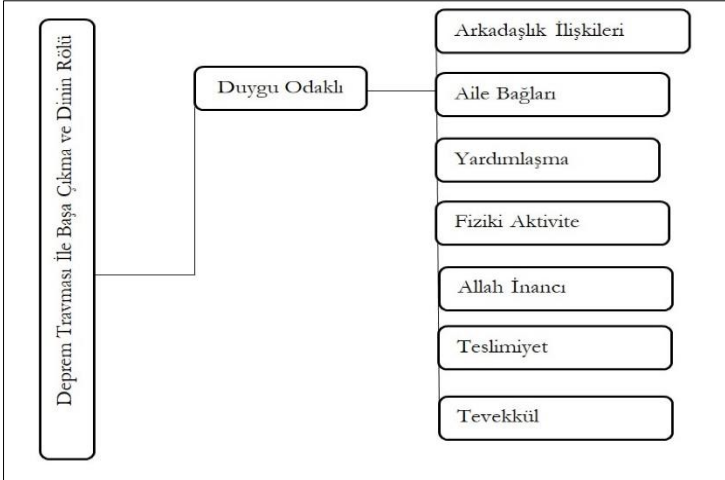 Deprem Travması İle Başa Çıkma ve Dinin Rölü
Duygu Odaklı
Arkadaşlık İlişkileri
Aile Bağları
Yardımlaşma
Fiziki Aktivite
Allah İnancı
Teslimiyet
Tevekkül